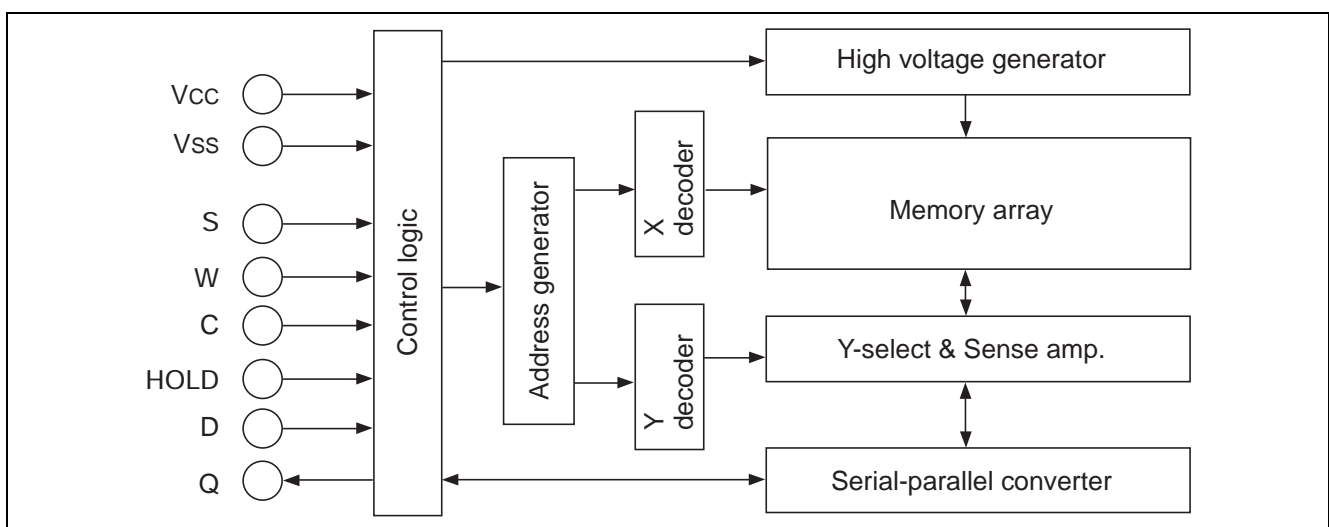 VCC
VSS
S
W
C
HOLD
D
Q
Control logic
Address generator
X
decoder
Y
decoder
High voltage generator
Memory array
Y-select & Sense amp.
Serial-parallel converter